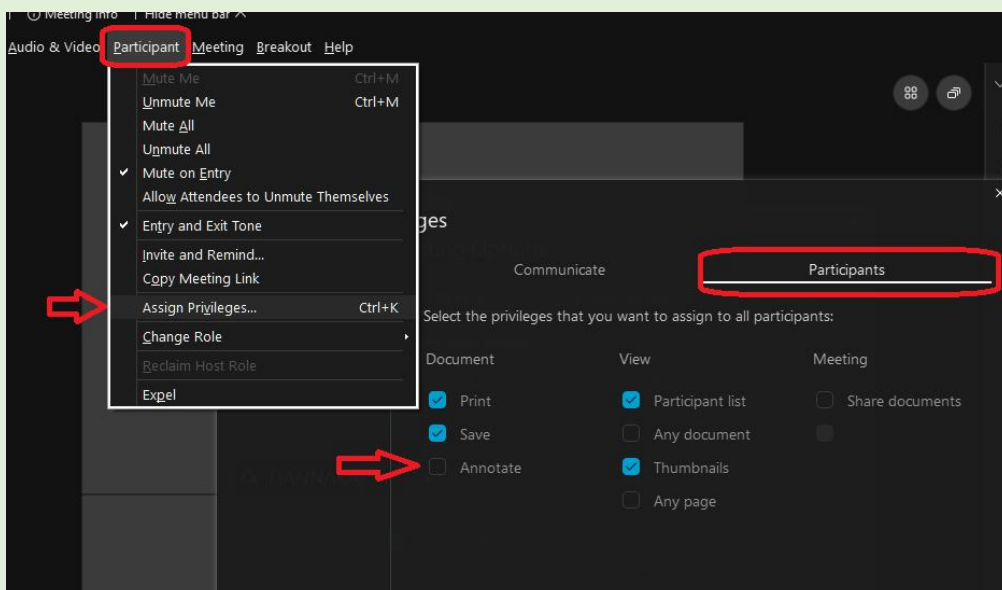 Meeting Info | Hide menu bar
Audio & Video Participant Meeting Breakout Help
Mute Me Ctrl+M
Unmute Me Ctrl+M
Mute All
Unmute All
✓ Mute on Entry
Allow Attendees to Unmute Themselves
✓ Entry and Exit Tone
Invite and Remind...
Copy Meeting Link
Assign Privileges... Ctrl+K
Change Role
Reclaim Host Role
Expel
ges
Communicate Participants
Select the privileges that you want to assign to all participants:
Document View Meeting
Print Participant list Share documents
Save Any document
Annotate Thumbnails
Any page